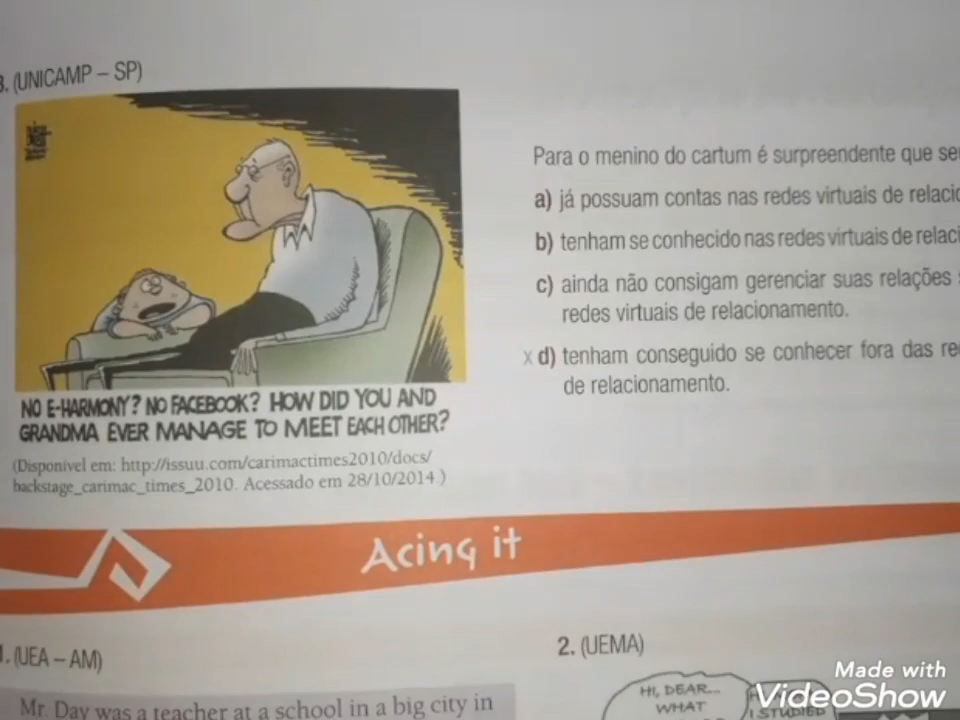 3. (UNICAMP – SP)
NO E-HARMONY? NO FACEBOOK? HOW DID YOU AND
GRANDMA EVER MANAGE TO MEET EACH OTHER?
(Disponível em: http://issuu.com/carimactimes2010/docs/
backstage_carimac_times_2010. Acessado em 28/10/2014.)
Para o menino do cartum é surpreendente que
a) já possuam contas nas redes virtuais de
b) tenham se conhecido nas redes virtuais de
c) ainda não consigam gerenciar suas relações
redes virtuais de relacionamento.
x d) tenham conseguido se conhecer fora das
de relacionamento.
Acing it
1. (UEA – AM)
Mr. Day was a teacher at a school in a big city in
2. (UEMA)
HI, DEAR...
WHAT
I STUDIED
Made with
VideoShow